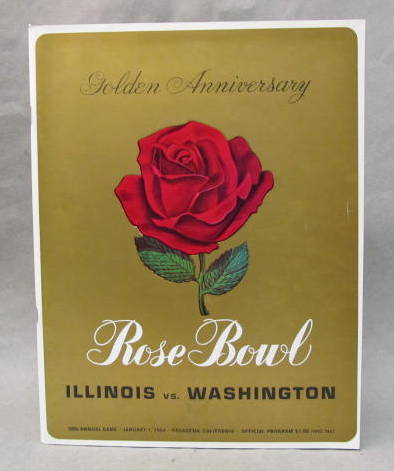 Golden Anniversary
Rose Bowl
ILLINOIS vs. WASHINGTON
50th ANNUAL GAME · JANUARY 1, 1964 · PASADENA, CALIFORNIA · OFFICIAL PROGRAM $1.00